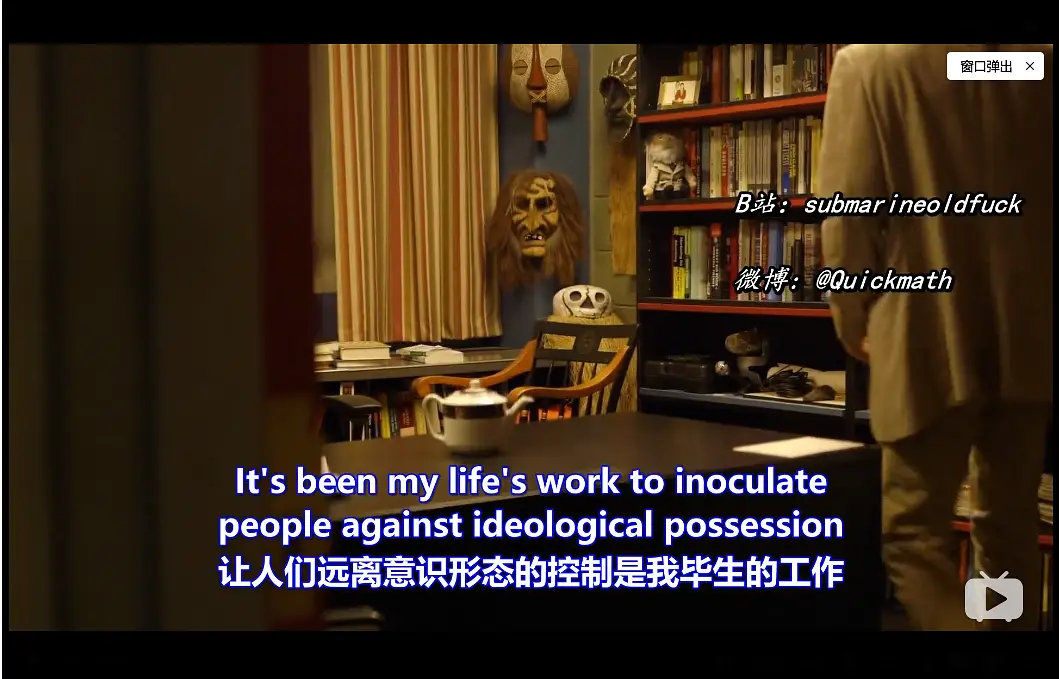 窗口弹出 ×
B站：submarineoldfuck
微博：@Quickmath
It's been my life's work to inoculate
people against ideological possession
让人们远离意识形态的控制是我毕生的工作